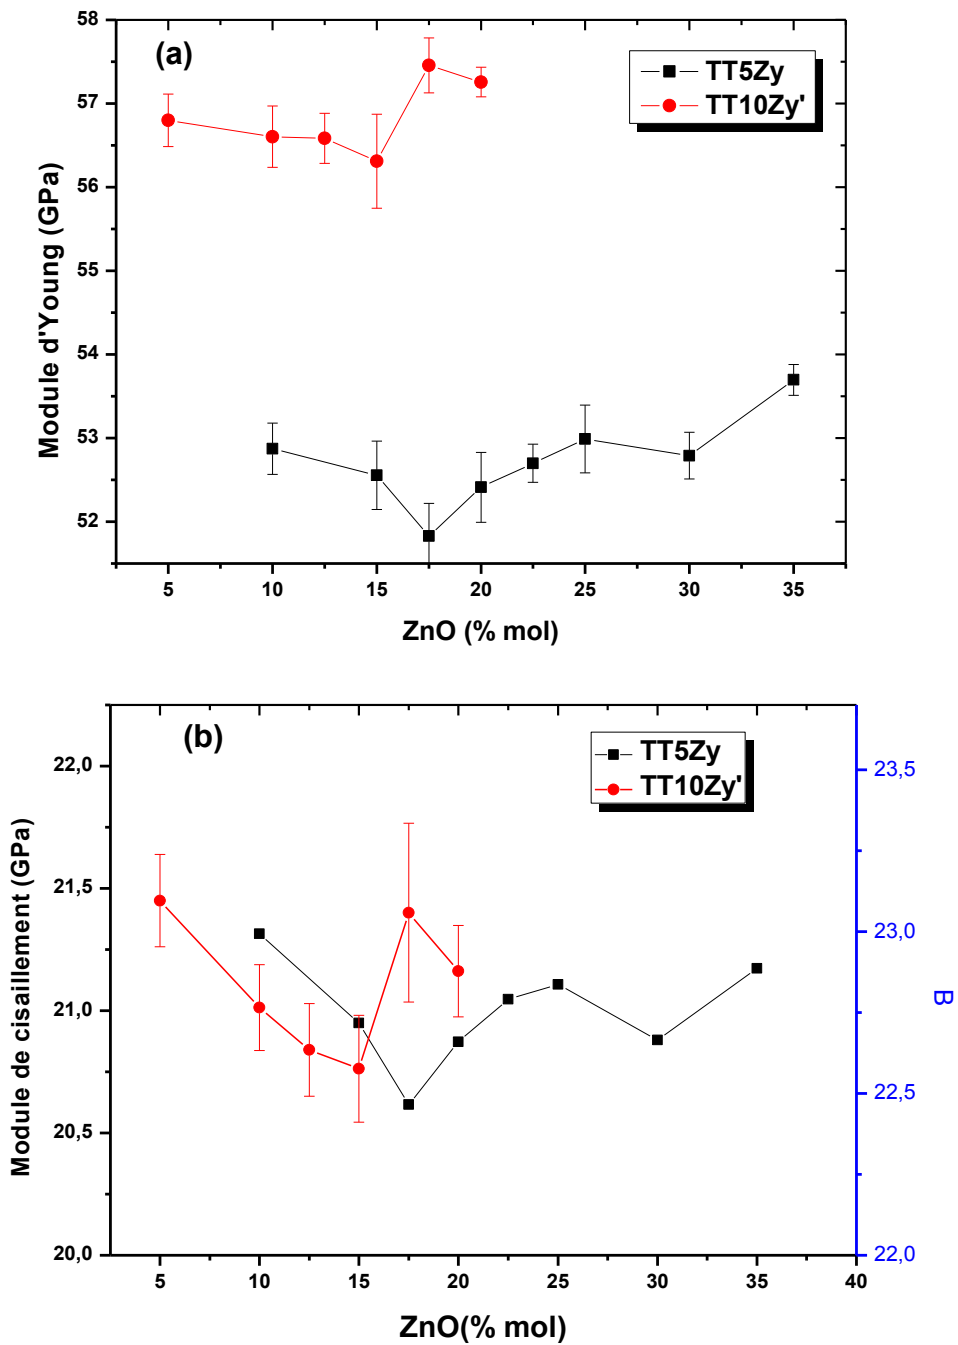 (a)
TT5Zy
TT10Zy'
58
57
56
55
54
53
52
Module d'Young (GPa)
5 10 15 20 25 30 35
ZnO (% mol)
(b)
TT5Zy
TT10Zy'
22,0
21,5
21,0
20,5
20,0
Module de cisaillement (GPa)
23,5
23,0
22,5
22,0
B
5 10 15 20 25 30 35 40
ZnO(% mol)